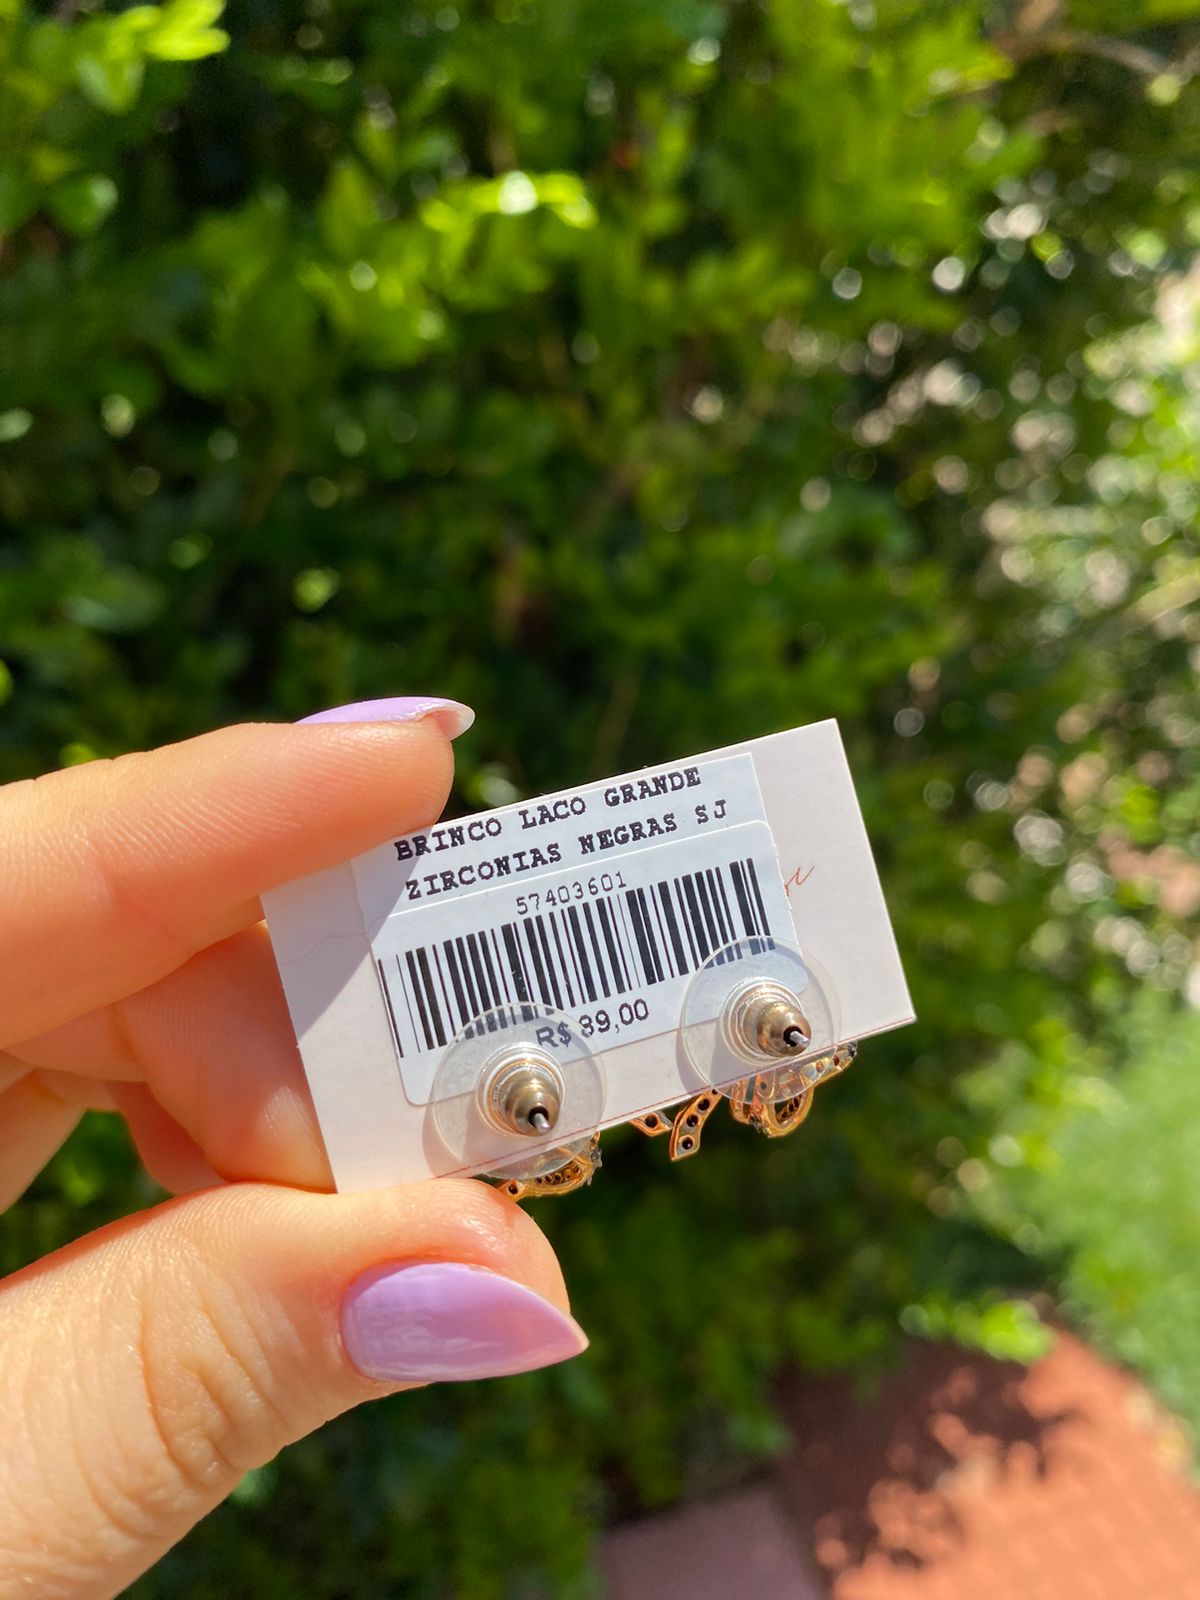 BRINCO LACO GRANDE
ZIRCONIAS NEGRAS SJ
57403601
R$ 89,00